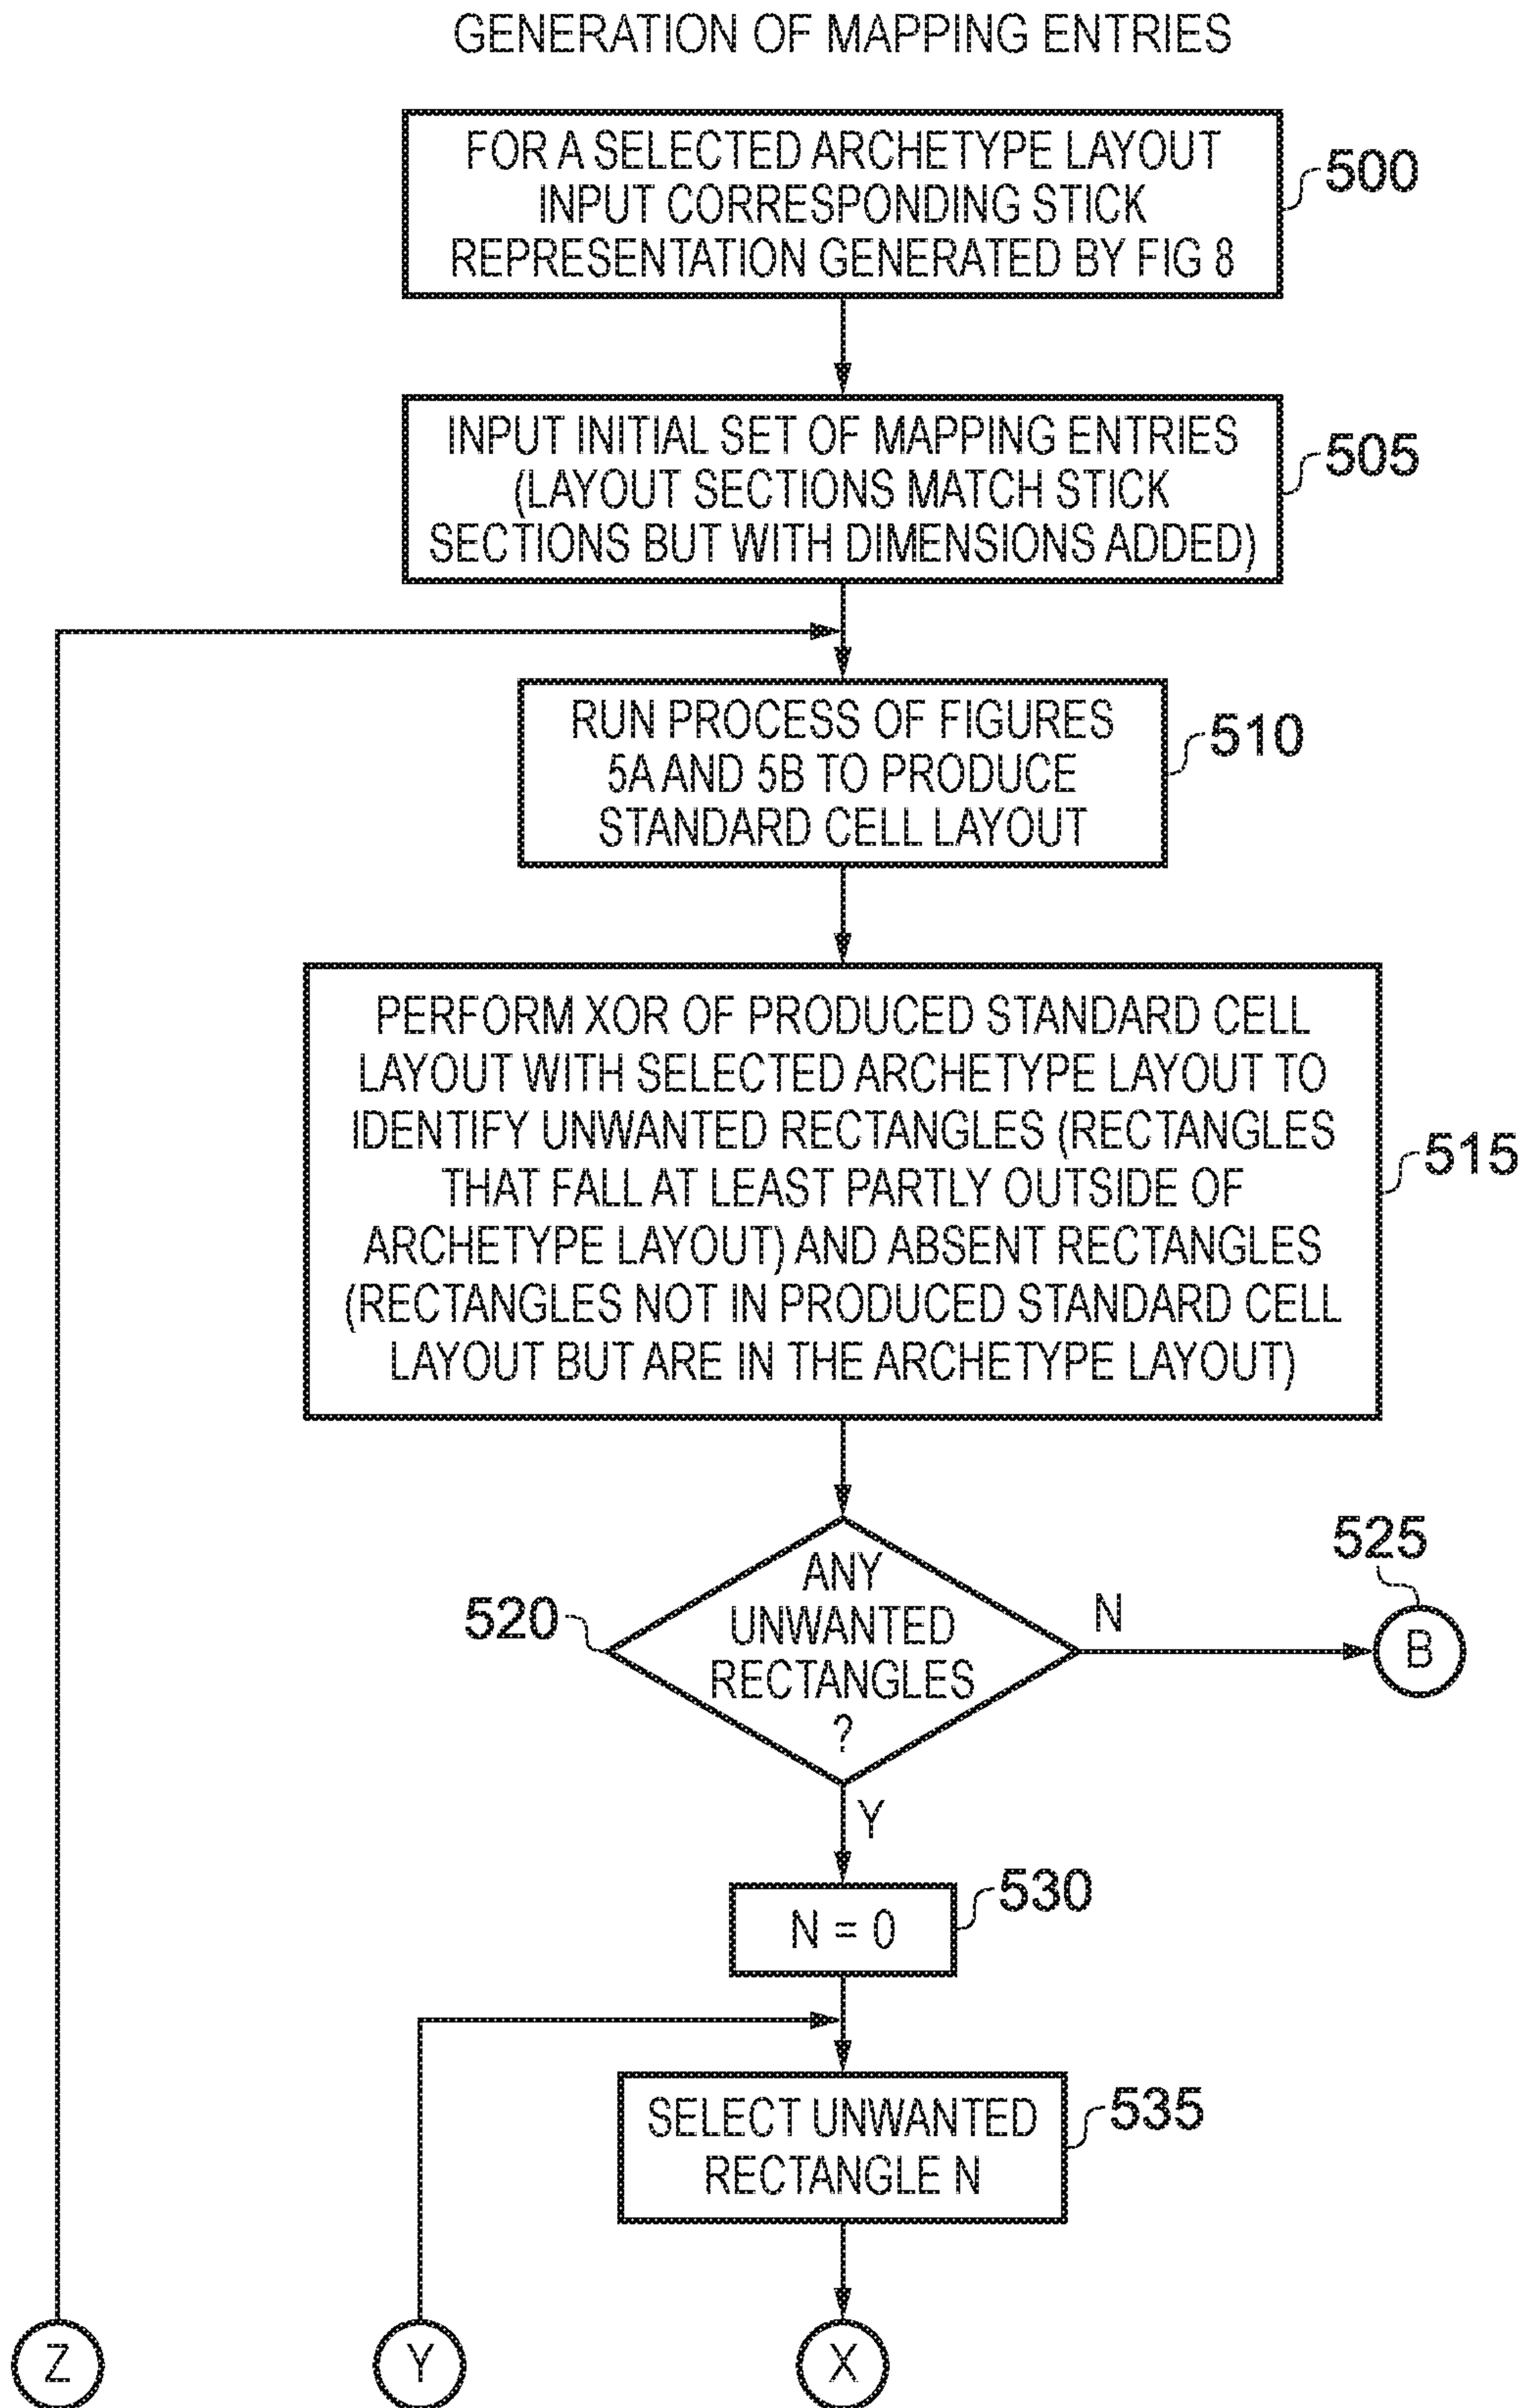 GENERATION OF MAPPING ENTRIES
FOR A SELECTED ARCHETYPE LAYOUT
INPUT CORRESPONDING STICK
REPRESENTATION GENERATED BY FIG 8
500
INPUT INITIAL SET OF MAPPING ENTRIES
(LAYOUT SECTIONS MATCH STICK
SECTIONS BUT WITH DIMENSIONS ADDED)
505
RUN PROCESS OF FIGURES
5A AND 5B TO PRODUCE
STANDARD CELL LAYOUT
510
PERFORM XOR OF PRODUCED STANDARD CELL
LAYOUT WITH SELECTED ARCHETYPE LAYOUT TO
IDENTIFY UNWANTED RECTANGLES (RECTANGLES
THAT FALL AT LEAST PARTLY OUTSIDE OF
ARCHETYPE LAYOUT) AND ABSENT RECTANGLES
(RECTANGLES NOT IN PRODUCED STANDARD CELL
LAYOUT BUT ARE IN THE ARCHETYPE LAYOUT)
515
ANY
UNWANTED
RECTANGLES
?
520
N
525
B
Y
N = 0
530
SELECT UNWANTED
RECTANGLE N
535
Z
Y
X